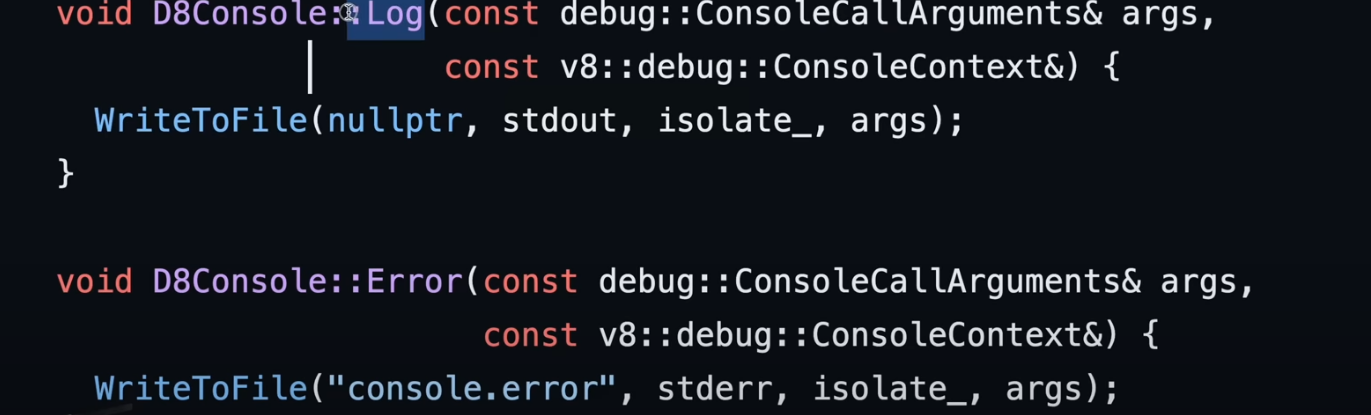 void D8Console::Log(const debug::ConsoleCallArguments& args,
const v8::debug::ConsoleContext&) {
WriteToFile(nullptr, stdout, isolate_, args);
}
void D8Console::Error(const debug::ConsoleCallArguments& args,
const v8::debug::ConsoleContext&) {
WriteToFile("console.error", stderr, isolate_, args);